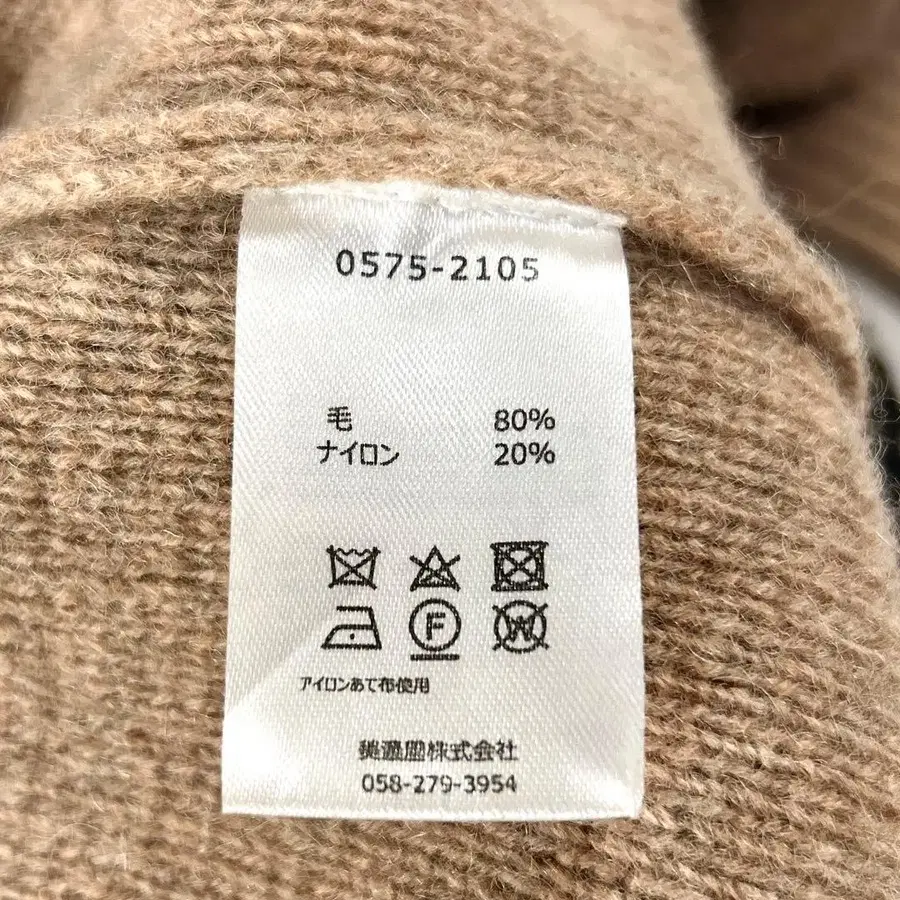 0575-2105
毛 80%
ナイロン 20%
F
W
アイロンあて布使用
美濃国株式会社
058-279-3954